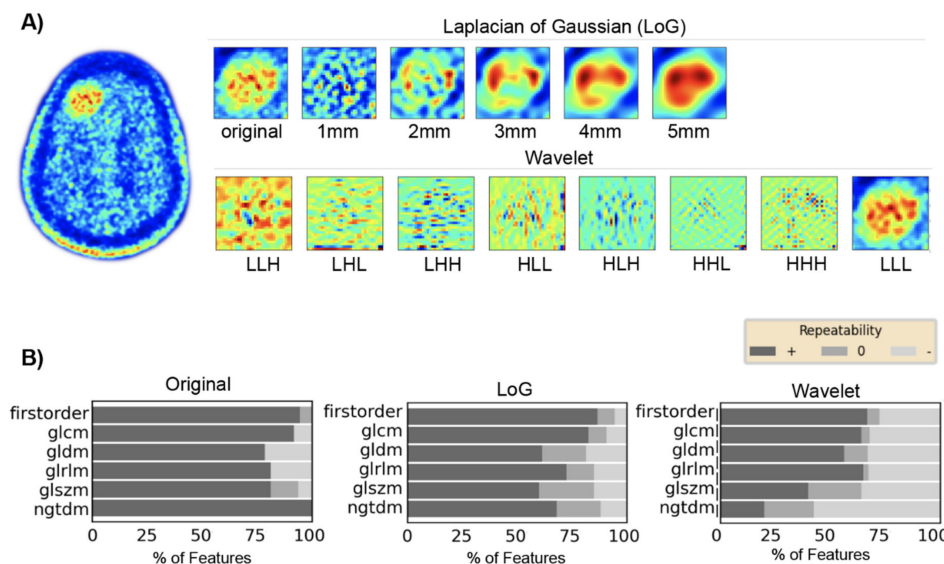 A)
Laplacian of Gaussian (LoG)
original 1mm 2mm 3mm 4mm 5mm
Wavelet
LLH LHL LHH HLL HLH HHL HHH LLL
Repeatability
+ 0 -
B)
Original
firstorder
glcm
gldm
glrlm
glszm
ngtdm
0 25 50 75 100
% of Features
LoG
firstorder
glcm
gldm
glrlm
glszm
ngtdm
0 25 50 75 100
% of Features
Wavelet
firstorder
glcm
gldm
glrlm
glszm
ngtdm
0 25 50 75 100
% of Features